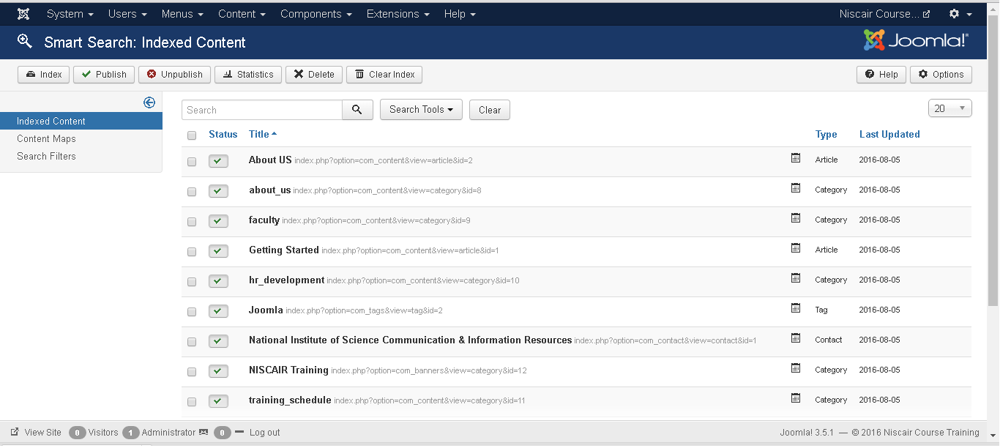 System Users Menus Content Components Extensions Help Niscair Course...
Smart Search: Indexed Content Joomla!®
Index Publish Unpublish Statistics Delete Clear Index Help Options
Search Search Tools Clear 20
Indexed Content
Content Maps
Search Filters
Status Title Type Last Updated
About US index.php?option=com_content&view=article&id=2 Article 2016-08-05
about_us index.php?option=com_content&view=category&id=8 Category 2016-08-05
faculty index.php?option=com_content&view=category&id=9 Category 2016-08-05
Getting Started index.php?option=com_content&view=article&id=1 Article 2016-08-05
hr_development index.php?option=com_content&view=category&id=10 Category 2016-08-05
Joomla index.php?option=com_tags&view=tag&id=2 Tag 2016-08-05
National Institute of Science Communication & Information Resources index.php?option=com_contact&view=contact&id=1 Contact 2016-08-05
NISCAIR Training index.php?option=com_banners&view=category&id=12 Category 2016-08-05
training_schedule index.php?option=com_content&view=category&id=11 Category 2016-08-05
View Site 0 Visitors 1 Administrator 0 Log out Joomla! 3.5.1 — © 2016 Niscair Course Training